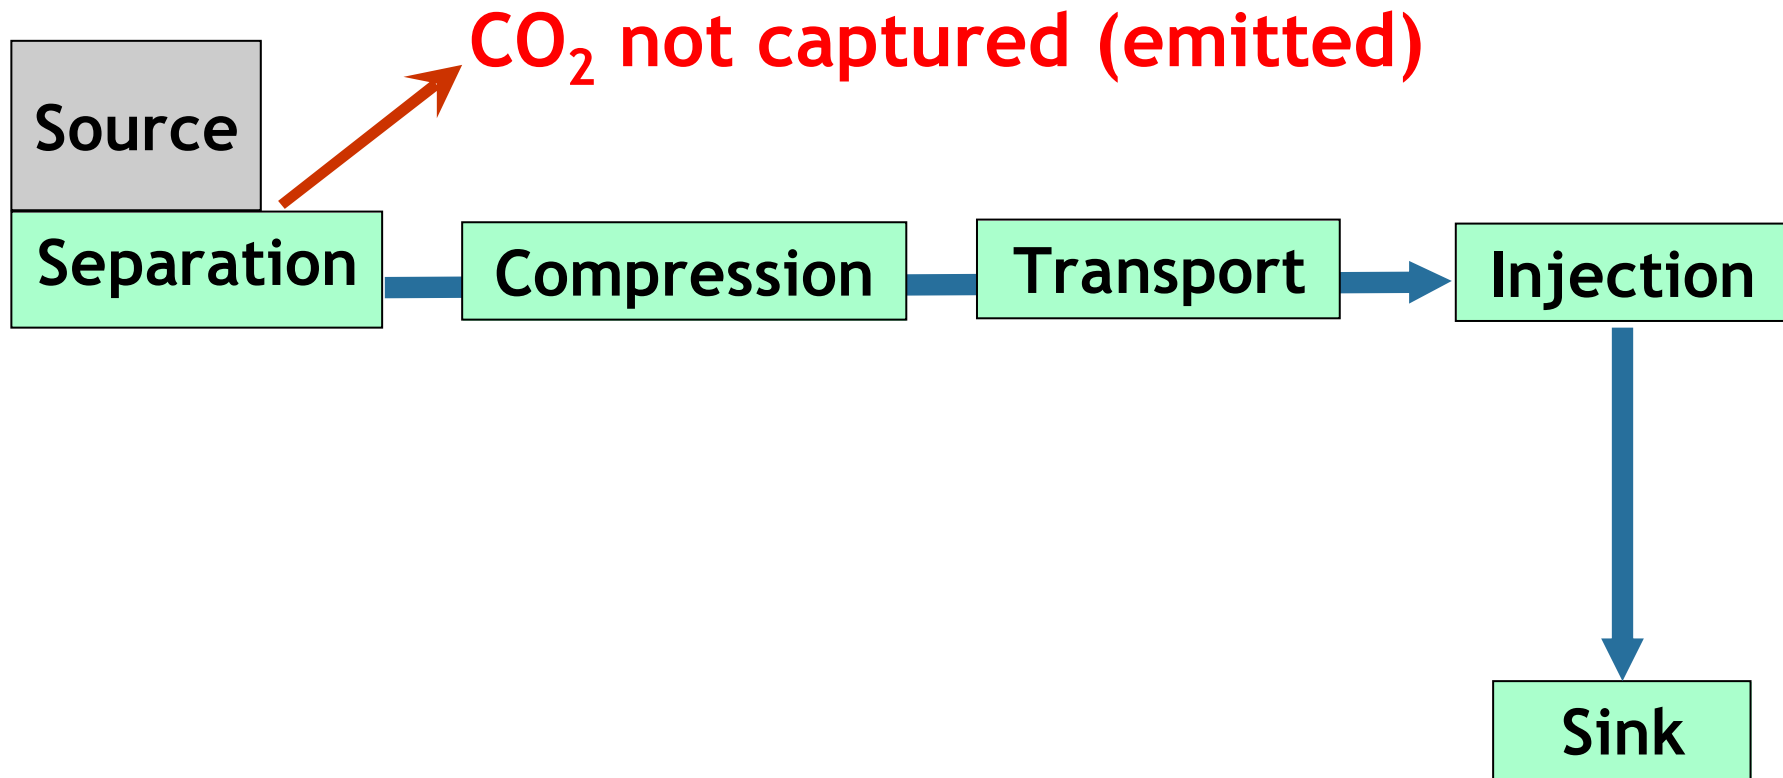 CO₂ not captured (emitted)
Source
Separation
Compression
Transport
Injection
Sink